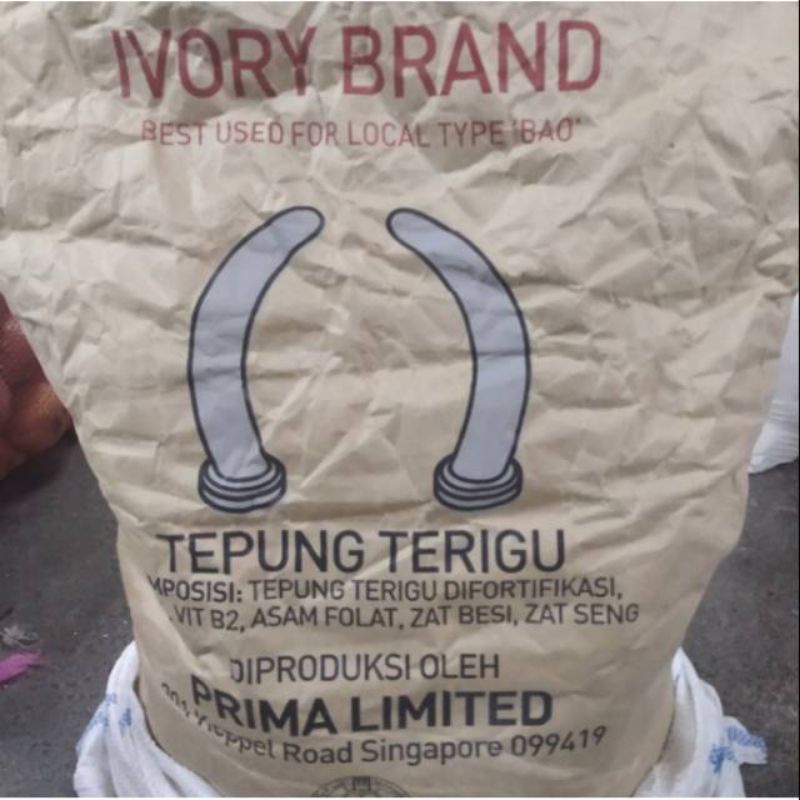 IVORY BRAND
BEST USED FOR LOCAL TYPE 'BAO'
TEPUNG TERIGU
MPOSISI: TEPUNG TERIGU DIFORTIFIKASI,
VIT B2, ASAM FOLAT, ZAT BESI, ZAT SENG
DIPRODUKSI OLEH
PRIMA LIMITED
Keppel Road Singapore 099419